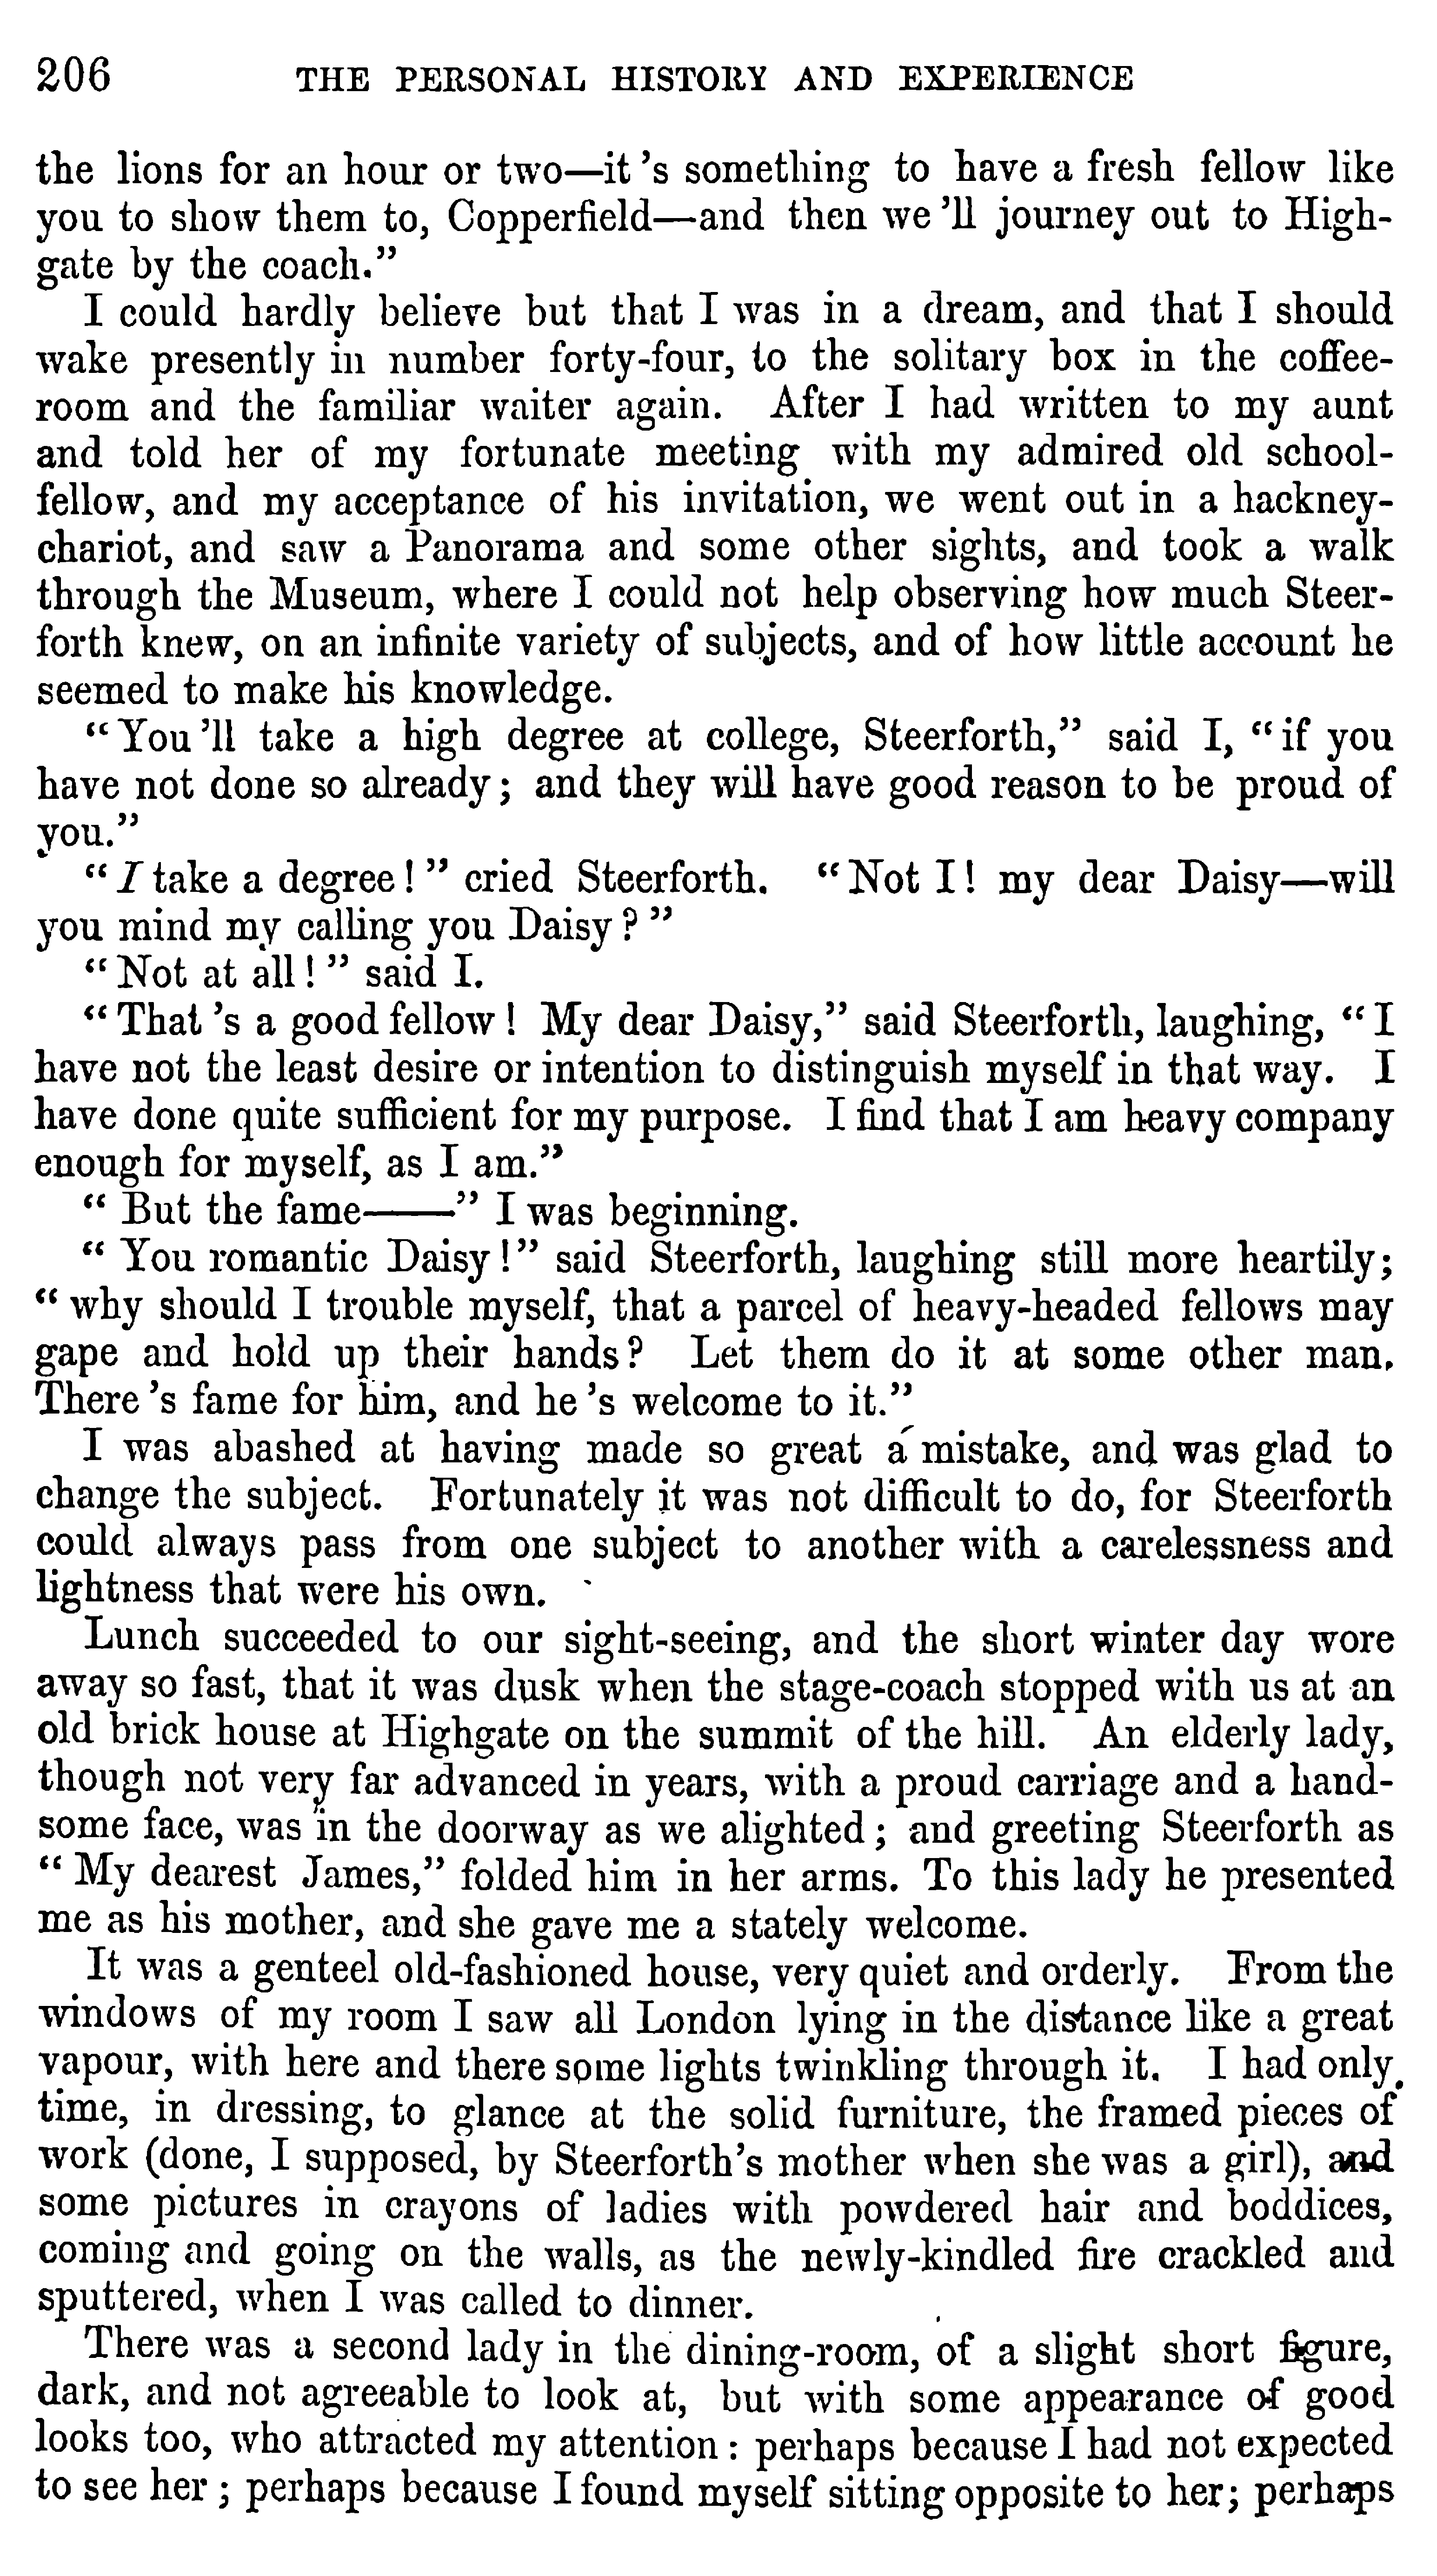 206 THE PERSONAL HISTORY AND EXPERIENCE
the lions for an hour or two—it 's something to have a fresh fellow like
you to show them to, Copperfield—and then we 'll journey out to High-
gate by the coach."
I could hardly believe but that I was in a dream, and that I should
wake presently in number forty-four, to the solitary box in the coffee-
room and the familiar waiter again. After I had written to my aunt
and told her of my fortunate meeting with my admired old school-
fellow, and my acceptance of his invitation, we went out in a hackney-
chariot, and saw a Panorama and some other sights, and took a walk
through the Museum, where I could not help observing how much Steer-
forth knew, on an infinite variety of subjects, and of how little account he
seemed to make his knowledge.
"You 'll take a high degree at college, Steerforth," said I, "if you
have not done so already; and they will have good reason to be proud of
you."
"I take a degree!" cried Steerforth. "Not I! my dear Daisy—will
you mind my calling you Daisy?"
"Not at all!" said I.
"That 's a good fellow! My dear Daisy," said Steerforth, laughing, "I
have not the least desire or intention to distinguish myself in that way. I
have done quite sufficient for my purpose. I find that I am heavy company
enough for myself, as I am."
"But the fame——" I was beginning.
"You romantic Daisy!" said Steerforth, laughing still more heartily;
"why should I trouble myself, that a parcel of heavy-headed fellows may
gape and hold up their hands? Let them do it at some other man.
There 's fame for him, and he 's welcome to it."
I was abashed at having made so great a mistake, and was glad to
change the subject. Fortunately it was not difficult to do, for Steerforth
could always pass from one subject to another with a carelessness and
lightness that were his own.
Lunch succeeded to our sight-seeing, and the short winter day wore
away so fast, that it was dusk when the stage-coach stopped with us at an
old brick house at Highgate on the summit of the hill. An elderly lady,
though not very far advanced in years, with a proud carriage and a hand-
some face, was in the doorway as we alighted; and greeting Steerforth as
"My dearest James," folded him in her arms. To this lady he presented
me as his mother, and she gave me a stately welcome.
It was a genteel old-fashioned house, very quiet and orderly. From the
windows of my room I saw all London lying in the distance like a great
vapour, with here and there some lights twinkling through it. I had only
time, in dressing, to glance at the solid furniture, the framed pieces of
work (done, I supposed, by Steerforth's mother when she was a girl), and
some pictures in crayons of ladies with powdered hair and boddices,
coming and going on the walls, as the newly-kindled fire crackled and
sputtered, when I was called to dinner.
There was a second lady in the dining-room, of a slight short figure,
dark, and not agreeable to look at, but with some appearance of good
looks too, who attracted my attention: perhaps because I had not expected
to see her; perhaps because I found myself sitting opposite to her; perhaps